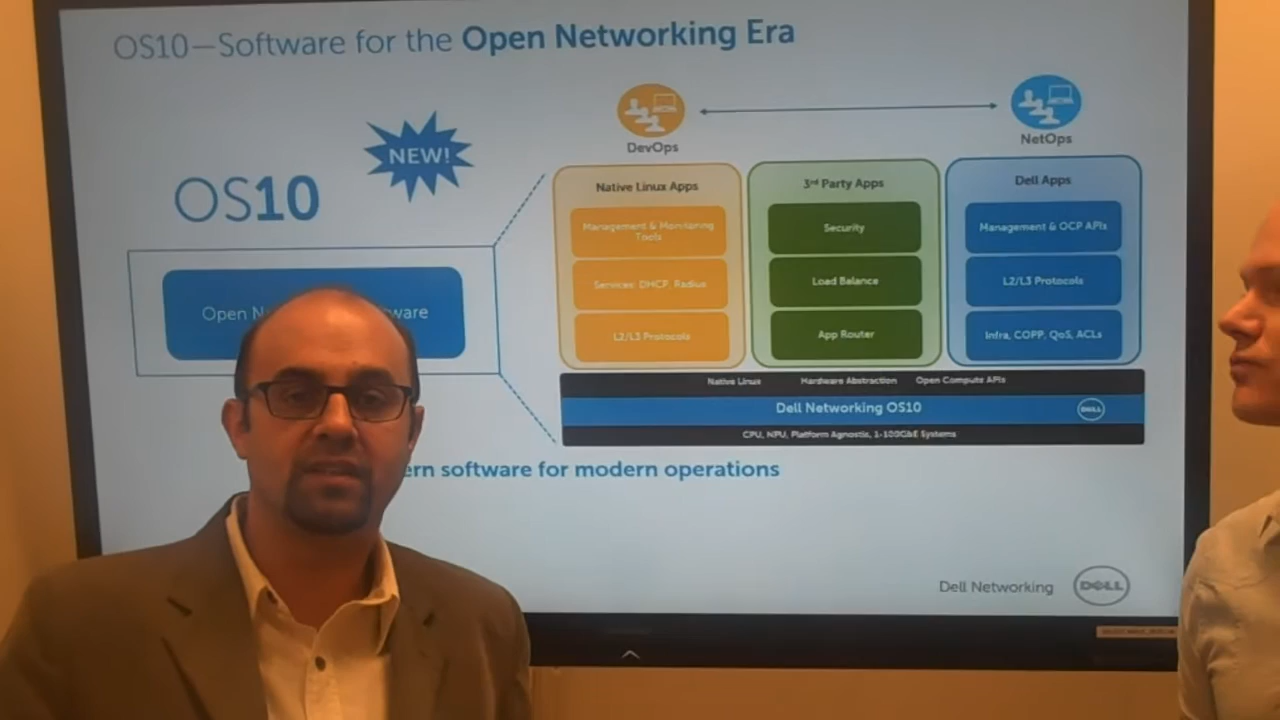 OS10—Software for the Open Networking Era
NEW!
OS10
Open N
ware
DevOps
NetOps
Native Linux Apps
Management & Monitoring
Tools
Services: DHCP, Radius
L2/L3 Protocols
3rd Party Apps
Security
Load Balance
App Router
Dell Apps
Management & OCP APIs
L2/L3 Protocols
Infra, COPP, QoS, ACLs
Native Linux
Hardware Abstraction
Open Compute APIs
Dell Networking OS10
DELL
CPU, NPU, Platform Agnostic, 1-100GbE Systems
ern software for modern operations
Dell Networking
DELL